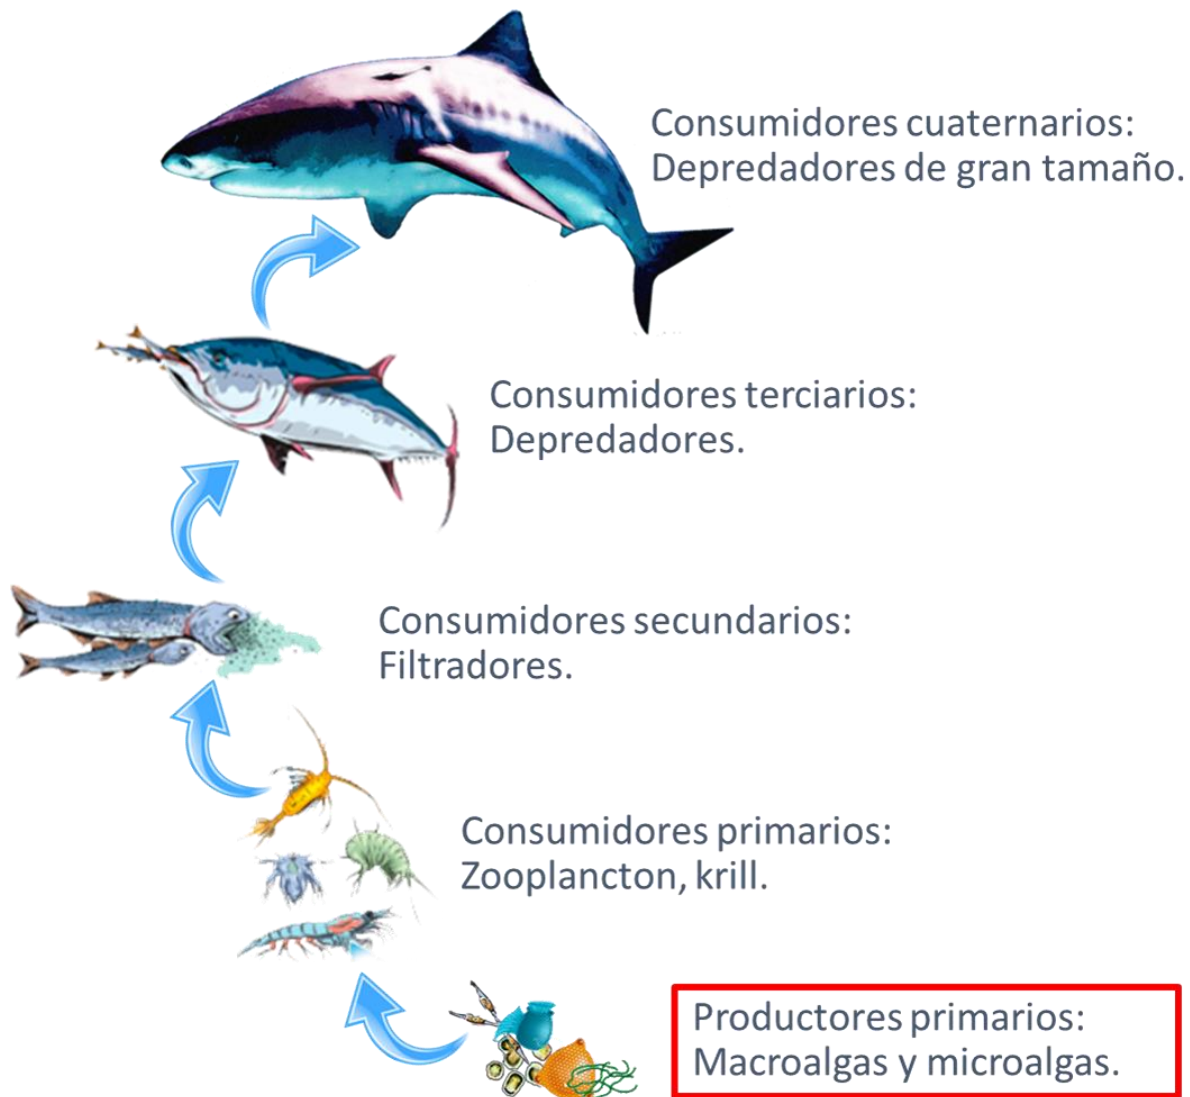 Consumidores cuaternarios:
Depredadores de gran tamaño.
Consumidores terciarios:
Depredadores.
Consumidores secundarios:
Filtradores.
Consumidores primarios:
Zooplancton, krill.
Productores primarios:
Macroalgas y microalgas.